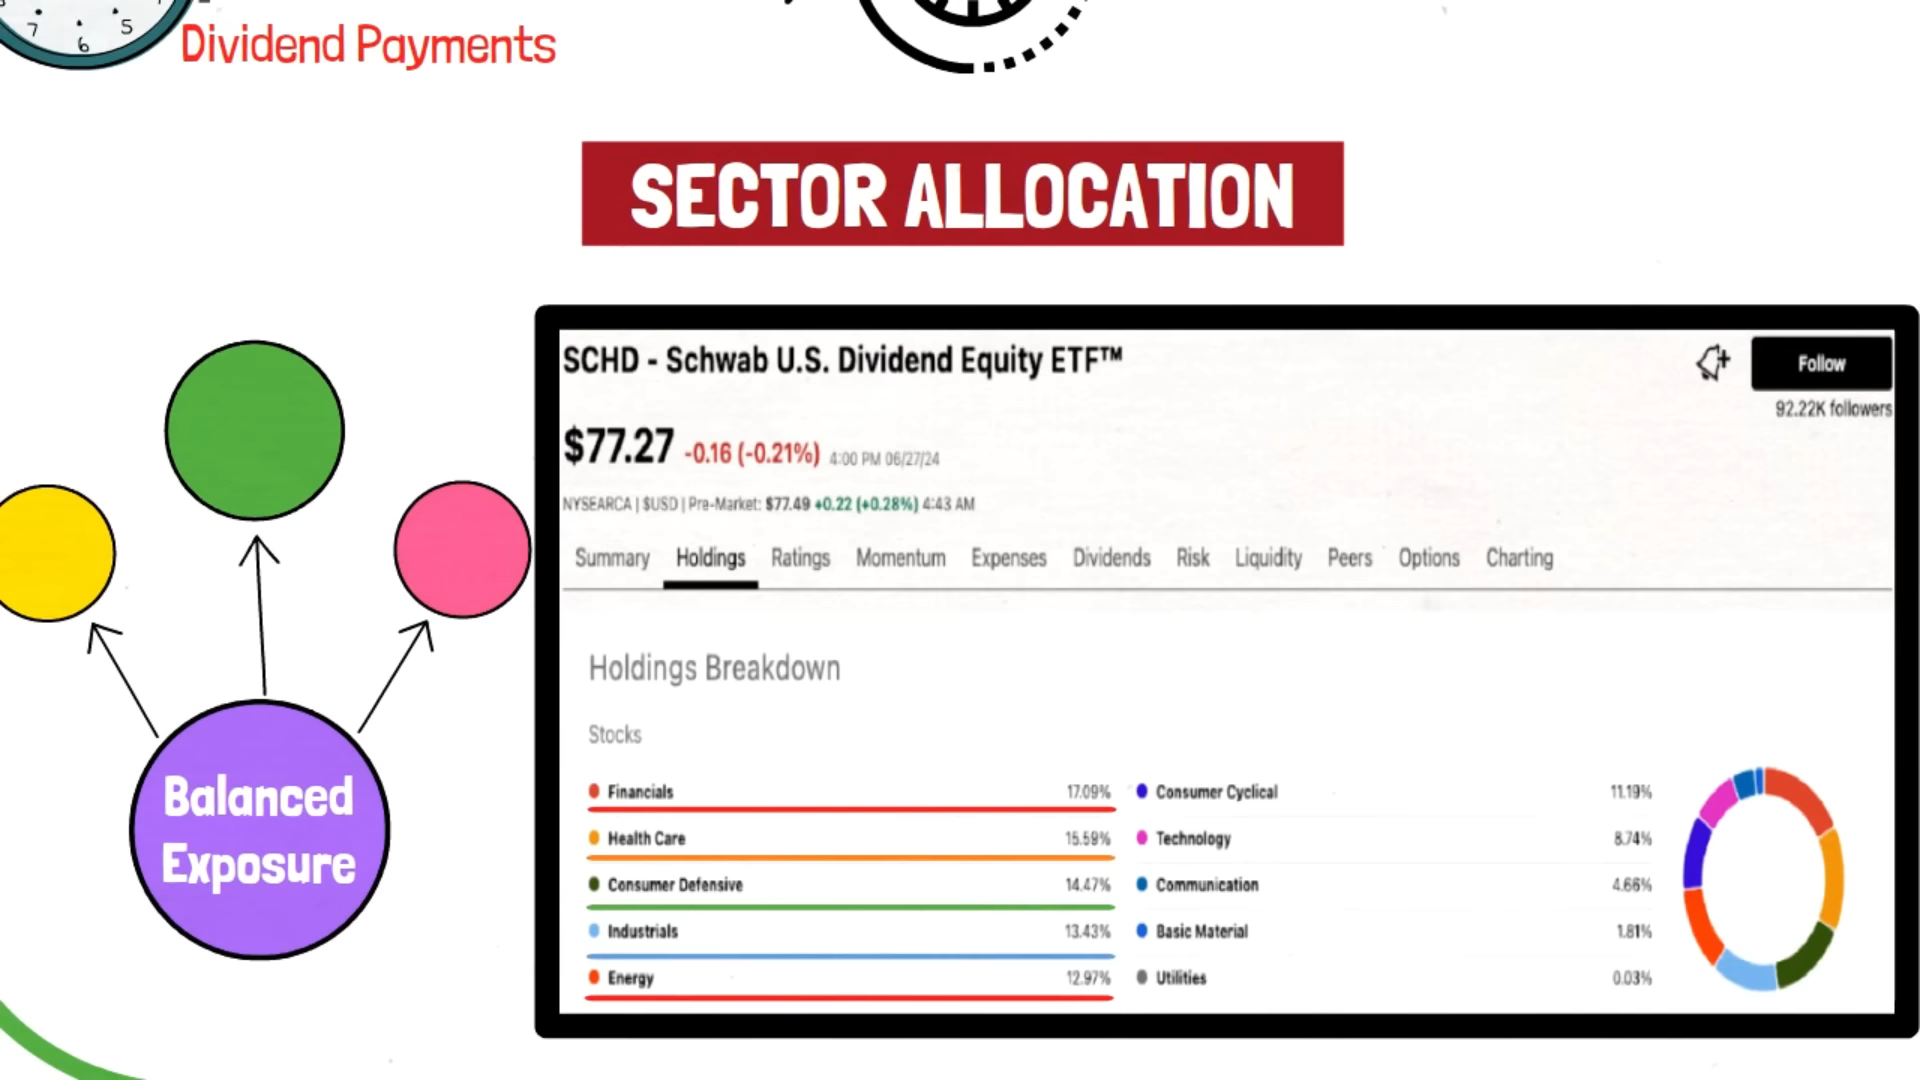 7 6 5
Dividend Payments
SECTOR ALLOCATION
SCHD - Schwab U.S. Dividend Equity ETF™
Follow
92.22K followers
$77.27 -0.16 (-0.21%) 4:00 PM 06/27/24
NYSEARCA | $USD | Pre-Market: $77.49 +0.22 (+0.28%) 4:43 AM
Summary Holdings Ratings Momentum Expenses Dividends Risk Liquidity Peers Options Charting
Holdings Breakdown
Stocks
Financials 17.09% Consumer Cyclical 11.19%
Health Care 15.59% Technology 8.74%
Consumer Defensive 14.47% Communication 4.66%
Industrials 13.43% Basic Material 1.81%
Energy 12.97% Utilities 0.03%
Balanced
Exposure